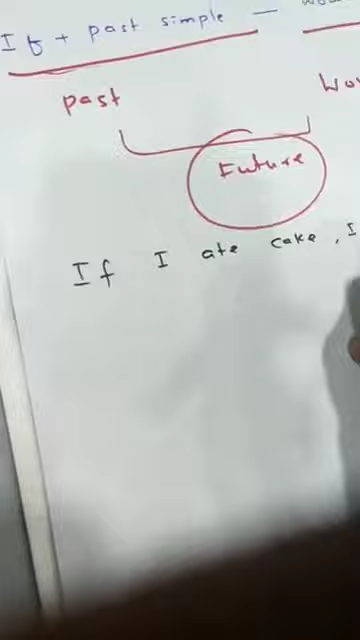 If + past simple —
past
Future
If I ate cake, I